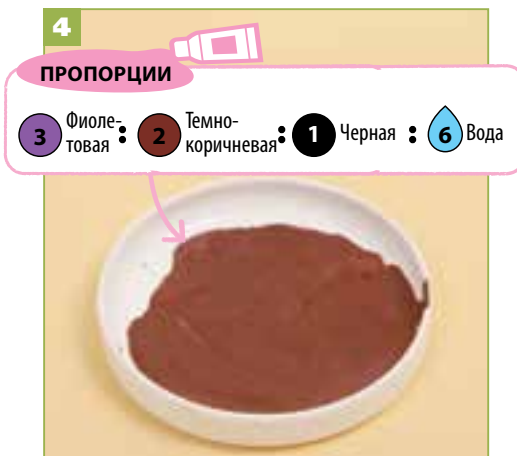 4
ПРОПОРЦИИ
3 Фиоле-
товая : 2 Темно-
коричневая : 1 Черная : 6 Вода